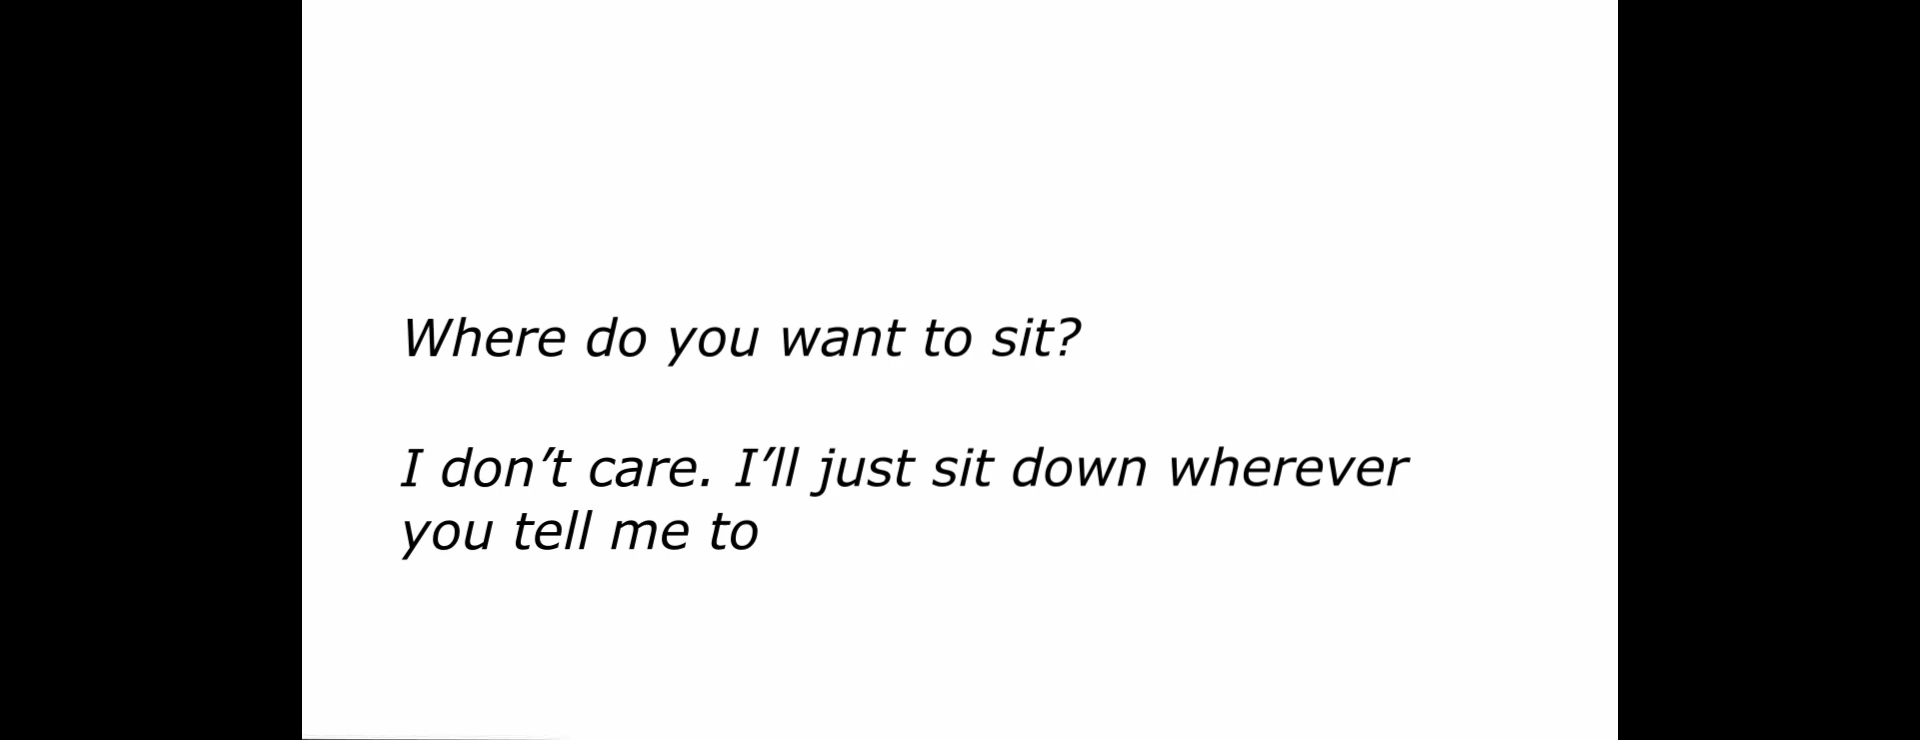 Where do you want to sit?
I don’t care. I’ll just sit down wherever
you tell me to